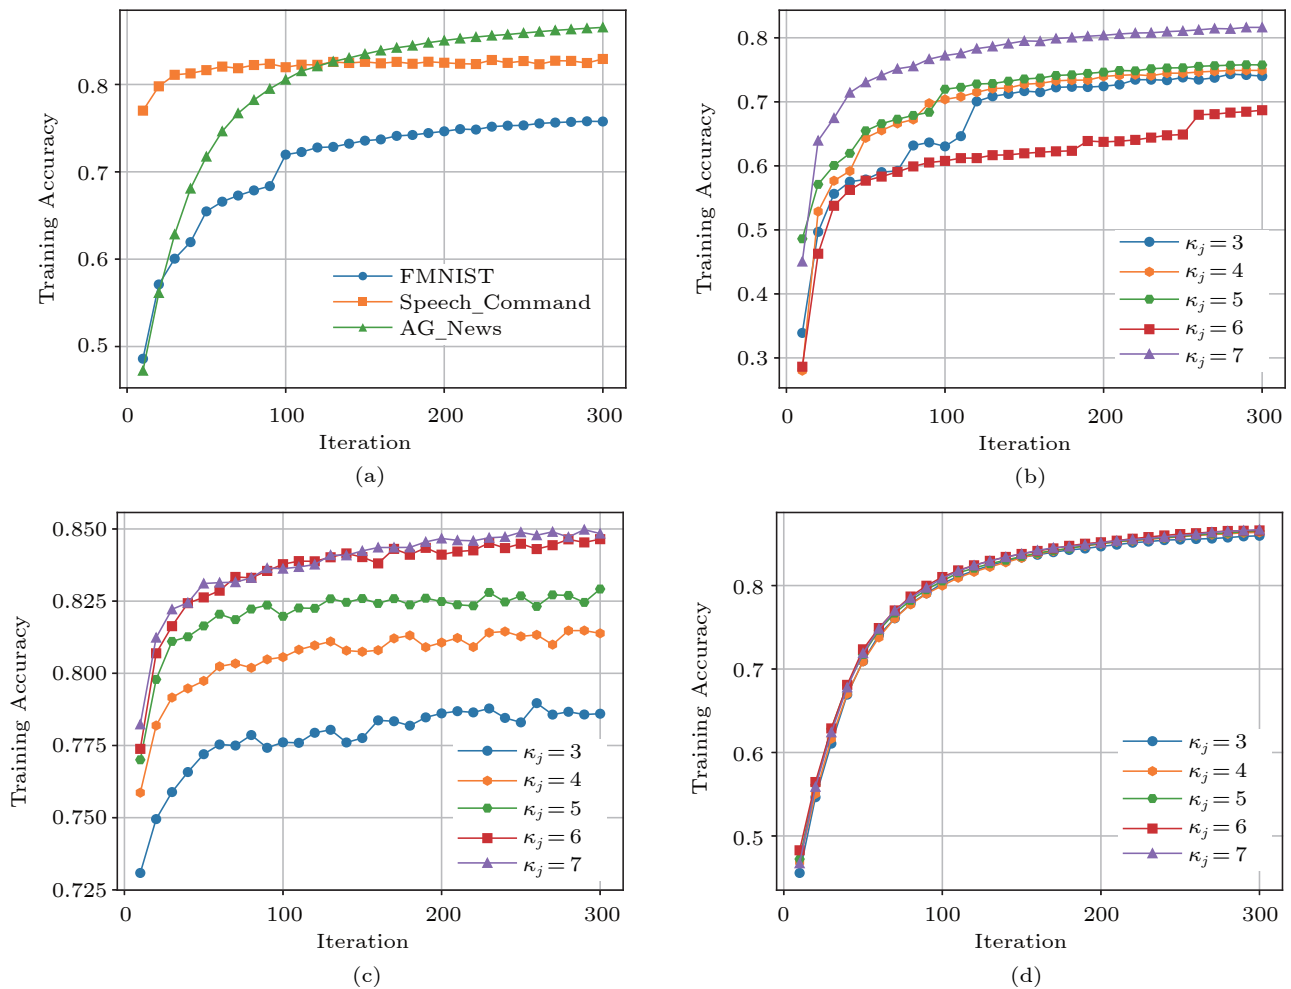 0.8
0.7
0.6
0.5
Training Accuracy
FMNIST
Speech_Command
AG_News
0 100 200 300
Iteration
(a)
0.8
0.7
0.6
0.5
0.4
0.3
Training Accuracy
κj = 3
κj = 4
κj = 5
κj = 6
κj = 7
0 100 200 300
Iteration
(b)
0.850
0.825
0.800
0.775
0.750
0.725
Training Accuracy
κj = 3
κj = 4
κj = 5
κj = 6
κj = 7
0 100 200 300
Iteration
(c)
0.8
0.7
0.6
0.5
Training Accuracy
κj = 3
κj = 4
κj = 5
κj = 6
κj = 7
0 100 200 300
Iteration
(d)